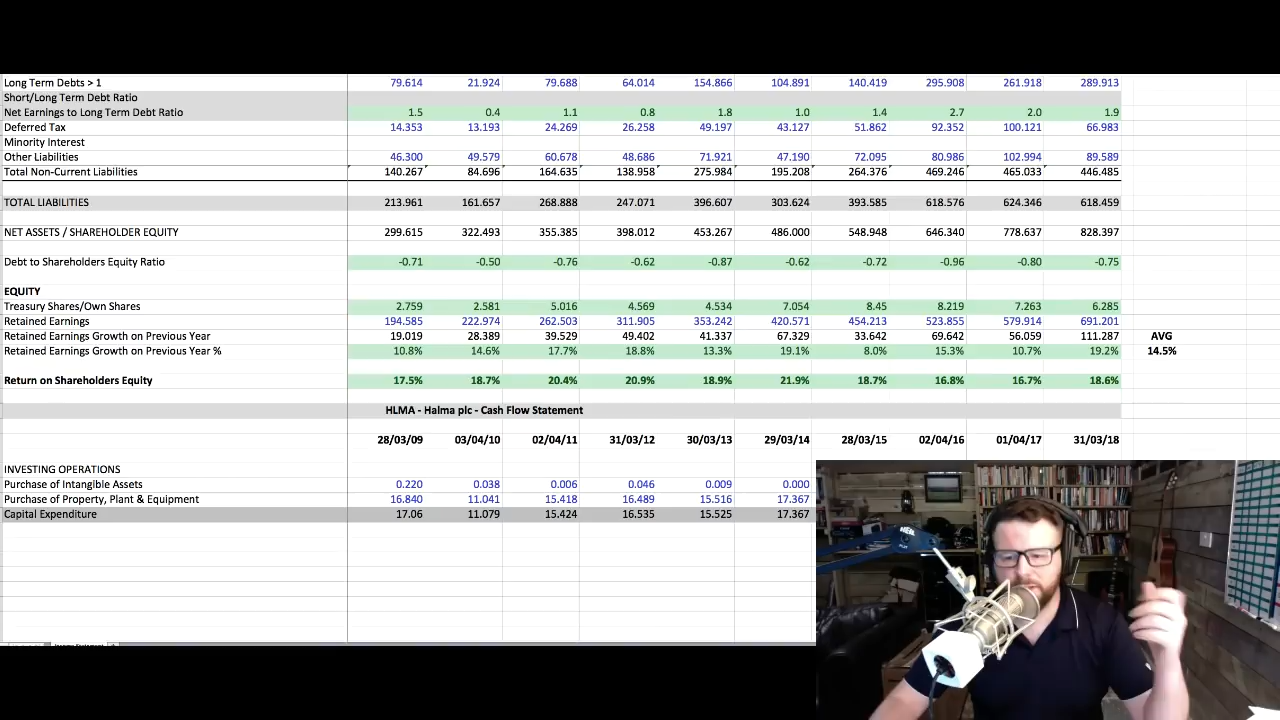 Long Term Debts > 1 79.614 21.924 79.688 64.014 154.866 104.891 140.419 295.908 261.918 289.913
Short/Long Term Debt Ratio
Net Earnings to Long Term Debt Ratio 1.5 0.4 1.1 0.8 1.8 1.0 1.4 2.7 2.0 1.9
Deferred Tax 14.353 13.193 24.269 26.258 49.197 43.127 51.862 92.352 100.121 66.983
Minority Interest
Other Liabilities 46.300 49.579 60.678 48.686 71.921 47.190 72.095 80.986 102.994 89.589
Total Non-Current Liabilities 140.267 84.696 164.635 138.958 275.984 195.208 264.376 469.246 465.033 446.485
TOTAL LIABILITIES 213.961 161.657 268.888 247.071 396.607 303.624 393.585 618.576 624.346 618.459
NET ASSETS / SHAREHOLDER EQUITY 299.615 322.493 355.385 398.012 453.267 486.000 548.948 646.340 778.637 828.397
Debt to Shareholders Equity Ratio -0.71 -0.50 -0.76 -0.62 -0.87 -0.62 -0.72 -0.96 -0.80 -0.75
EQUITY
Treasury Shares/Own Shares 2.759 2.581 5.016 4.569 4.534 7.054 8.45 8.219 7.263 6.285
Retained Earnings 194.585 222.974 262.503 311.905 353.242 420.571 454.213 523.855 579.914 691.201
Retained Earnings Growth on Previous Year 19.019 28.389 39.529 49.402 41.337 67.329 33.642 69.642 56.059 111.287 AVG
Retained Earnings Growth on Previous Year % 10.8% 14.6% 17.7% 18.8% 13.3% 19.1% 8.0% 15.3% 10.7% 19.2% 14.5%
Return on Shareholders Equity 17.5% 18.7% 20.4% 20.9% 18.9% 21.9% 18.7% 16.8% 16.7% 18.6%
HLMA - Halma plc - Cash Flow Statement
28/03/09 03/04/10 02/04/11 31/03/12 30/03/13 29/03/14 28/03/15 02/04/16 01/04/17 31/03/18
INVESTING OPERATIONS
Purchase of Intangible Assets 0.220 0.038 0.006 0.046 0.009 0.000
Purchase of Property, Plant & Equipment 16.840 11.041 15.418 16.489 15.516 17.367
Capital Expenditure 17.06 11.079 15.424 16.535 15.525 17.367